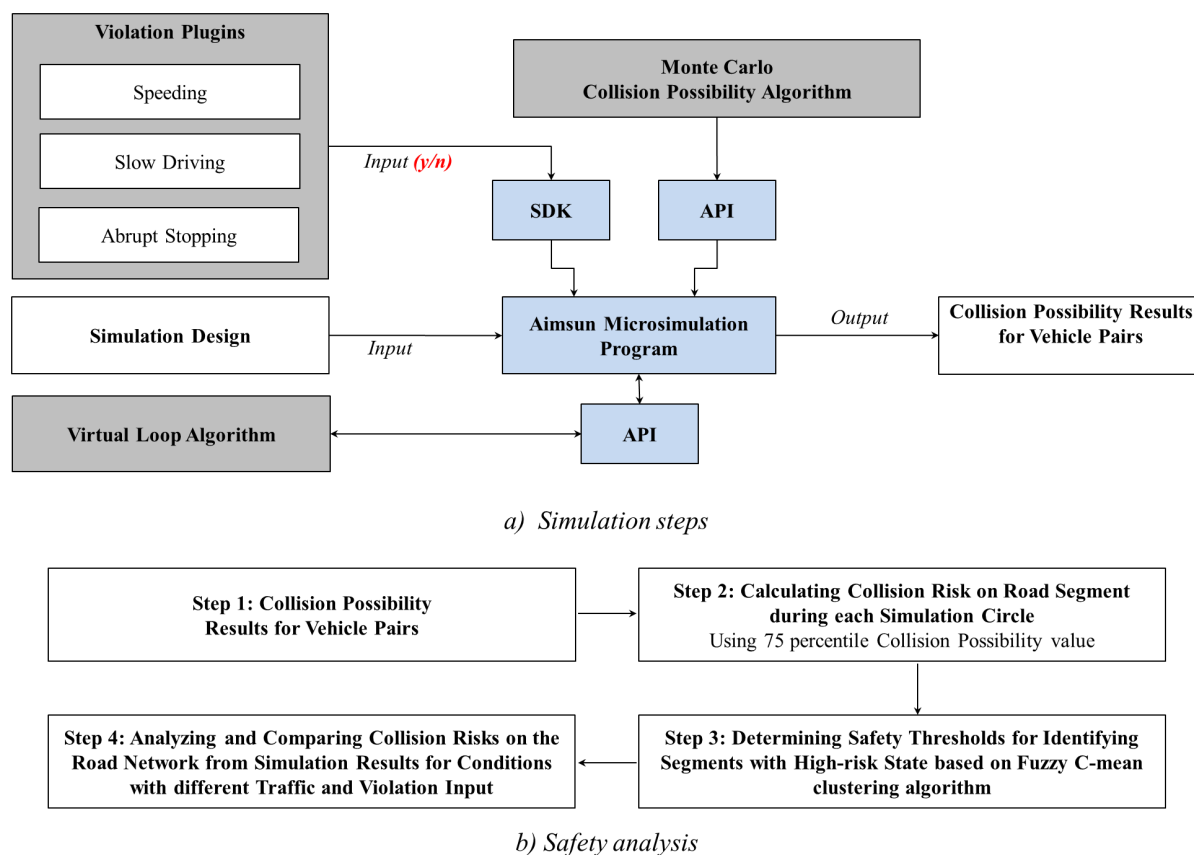 Violation Plugins
Speeding
Slow Driving
Abrupt Stopping
Monte Carlo
Collision Possibility Algorithm
Input (y/n)
SDK
API
Simulation Design
Input
Aimsun Microsimulation
Program
Output
Collision Possibility Results
for Vehicle Pairs
Virtual Loop Algorithm
API
a) Simulation steps
Step 1: Collision Possibility
Results for Vehicle Pairs
Step 2: Calculating Collision Risk on Road Segment
during each Simulation Circle
Using 75 percentile Collision Possibility value
Step 4: Analyzing and Comparing Collision Risks on the
Road Network from Simulation Results for Conditions
with different Traffic and Violation Input
Step 3: Determining Safety Thresholds for Identifying
Segments with High-risk State based on Fuzzy C-mean
clustering algorithm
b) Safety analysis